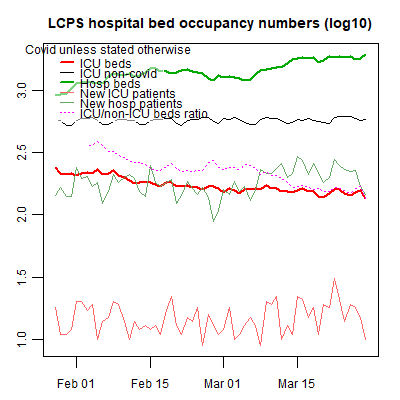 LCPS hospital bed occupancy numbers (log10)
Covid unless stated otherwise
ICU beds
ICU non-covid
Hosp beds
New ICU patients
New hosp patients
ICU/non-ICU beds ratio
3.0
2.5
2.0
1.5
1.0
Feb 01
Feb 15
Mar 01
Mar 15